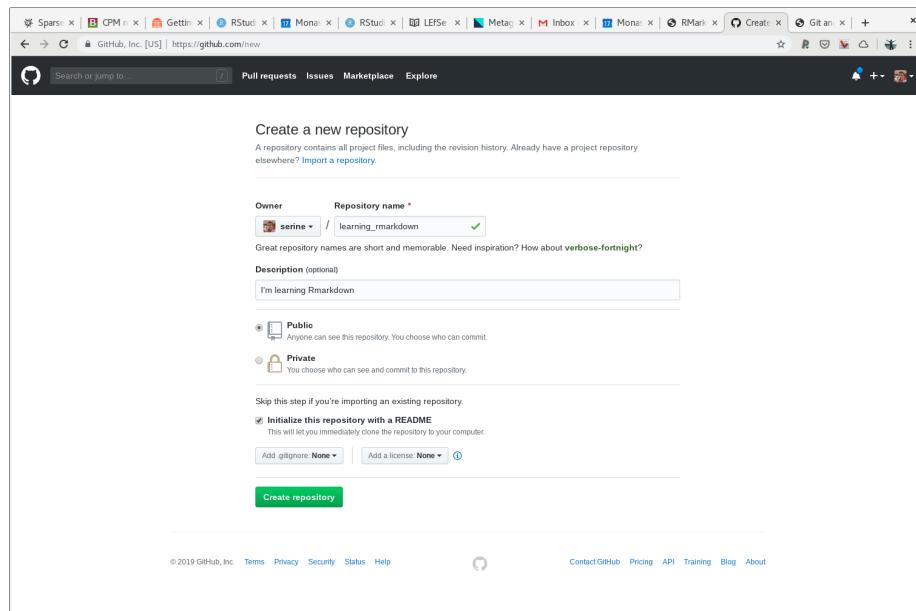 Sparse CPM r Gettin RStudi Monas RStudi LEfSe Metag Inbox Monas RMark Create Git and
GitHub, Inc. [US] | https://github.com/new
Search or jump to... / Pull requests Issues Marketplace Explore
Create a new repository
A repository contains all project files, including the revision history. Already have a project repository
elsewhere? Import a repository.
Owner Repository name *
serine / learning_rmarkdown
Great repository names are short and memorable. Need inspiration? How about verbose-fortnight?
Description (optional)
I'm learning Rmarkdown
Public
Anyone can see this repository. You choose who can commit.
Private
You choose who can see and commit to this repository.
Skip this step if you're importing an existing repository.
Initialize this repository with a README
This will let you immediately clone the repository to your computer.
Add .gitignore: None Add a license: None
Create repository
© 2019 GitHub, Inc. Terms Privacy Security Status Help Contact GitHub Pricing API Training Blog About